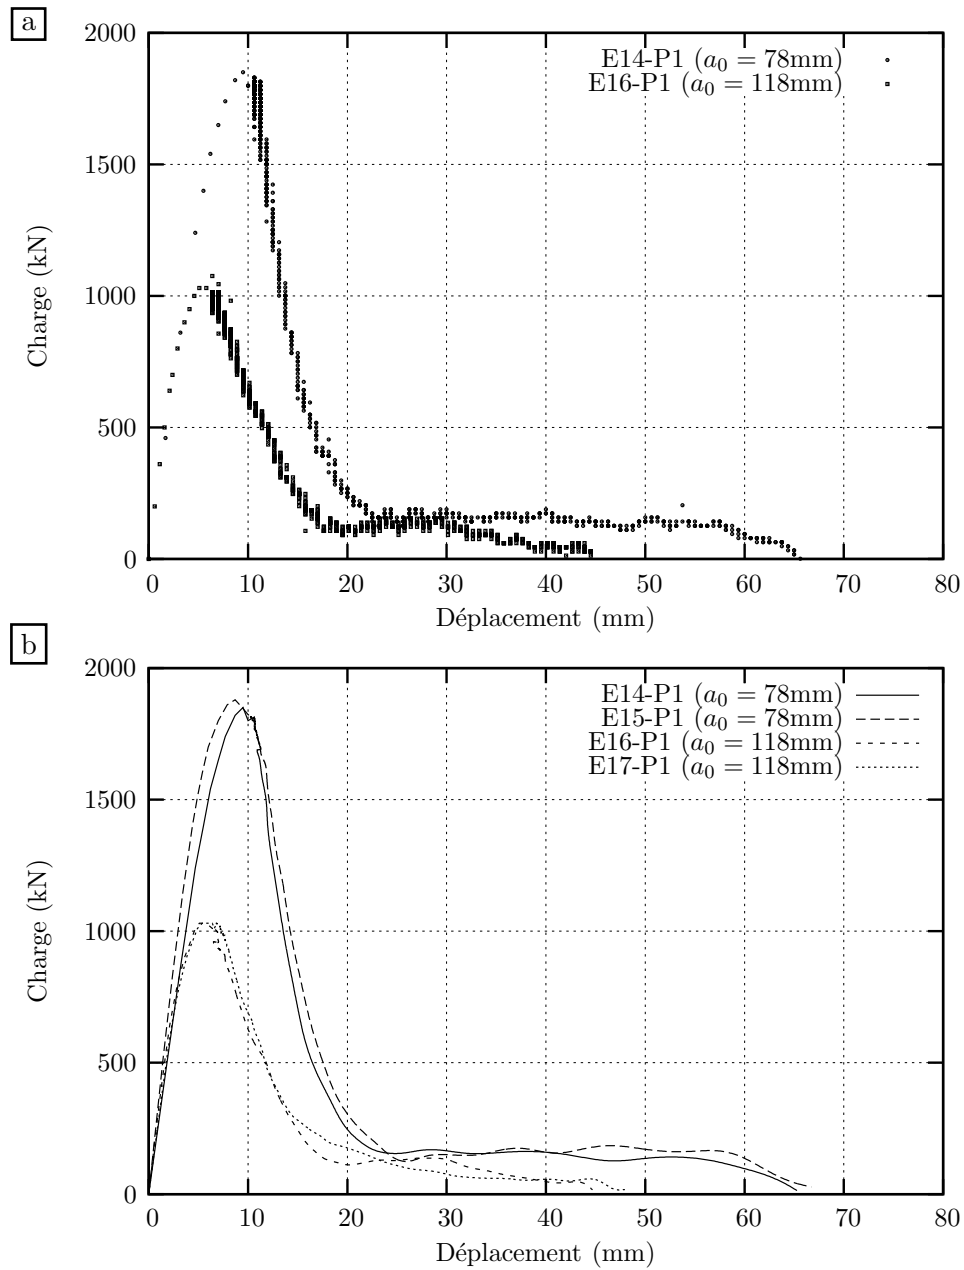 a
2000
1500
1000
500
0
Charge (kN)
E14-P1 (a₀ = 78mm)
E16-P1 (a₀ = 118mm)
0 10 20 30 40 50 60 70 80
Déplacement (mm)
b
2000
1500
1000
500
0
Charge (kN)
E14-P1 (a₀ = 78mm)
E15-P1 (a₀ = 78mm)
E16-P1 (a₀ = 118mm)
E17-P1 (a₀ = 118mm)
0 10 20 30 40 50 60 70 80
Déplacement (mm)